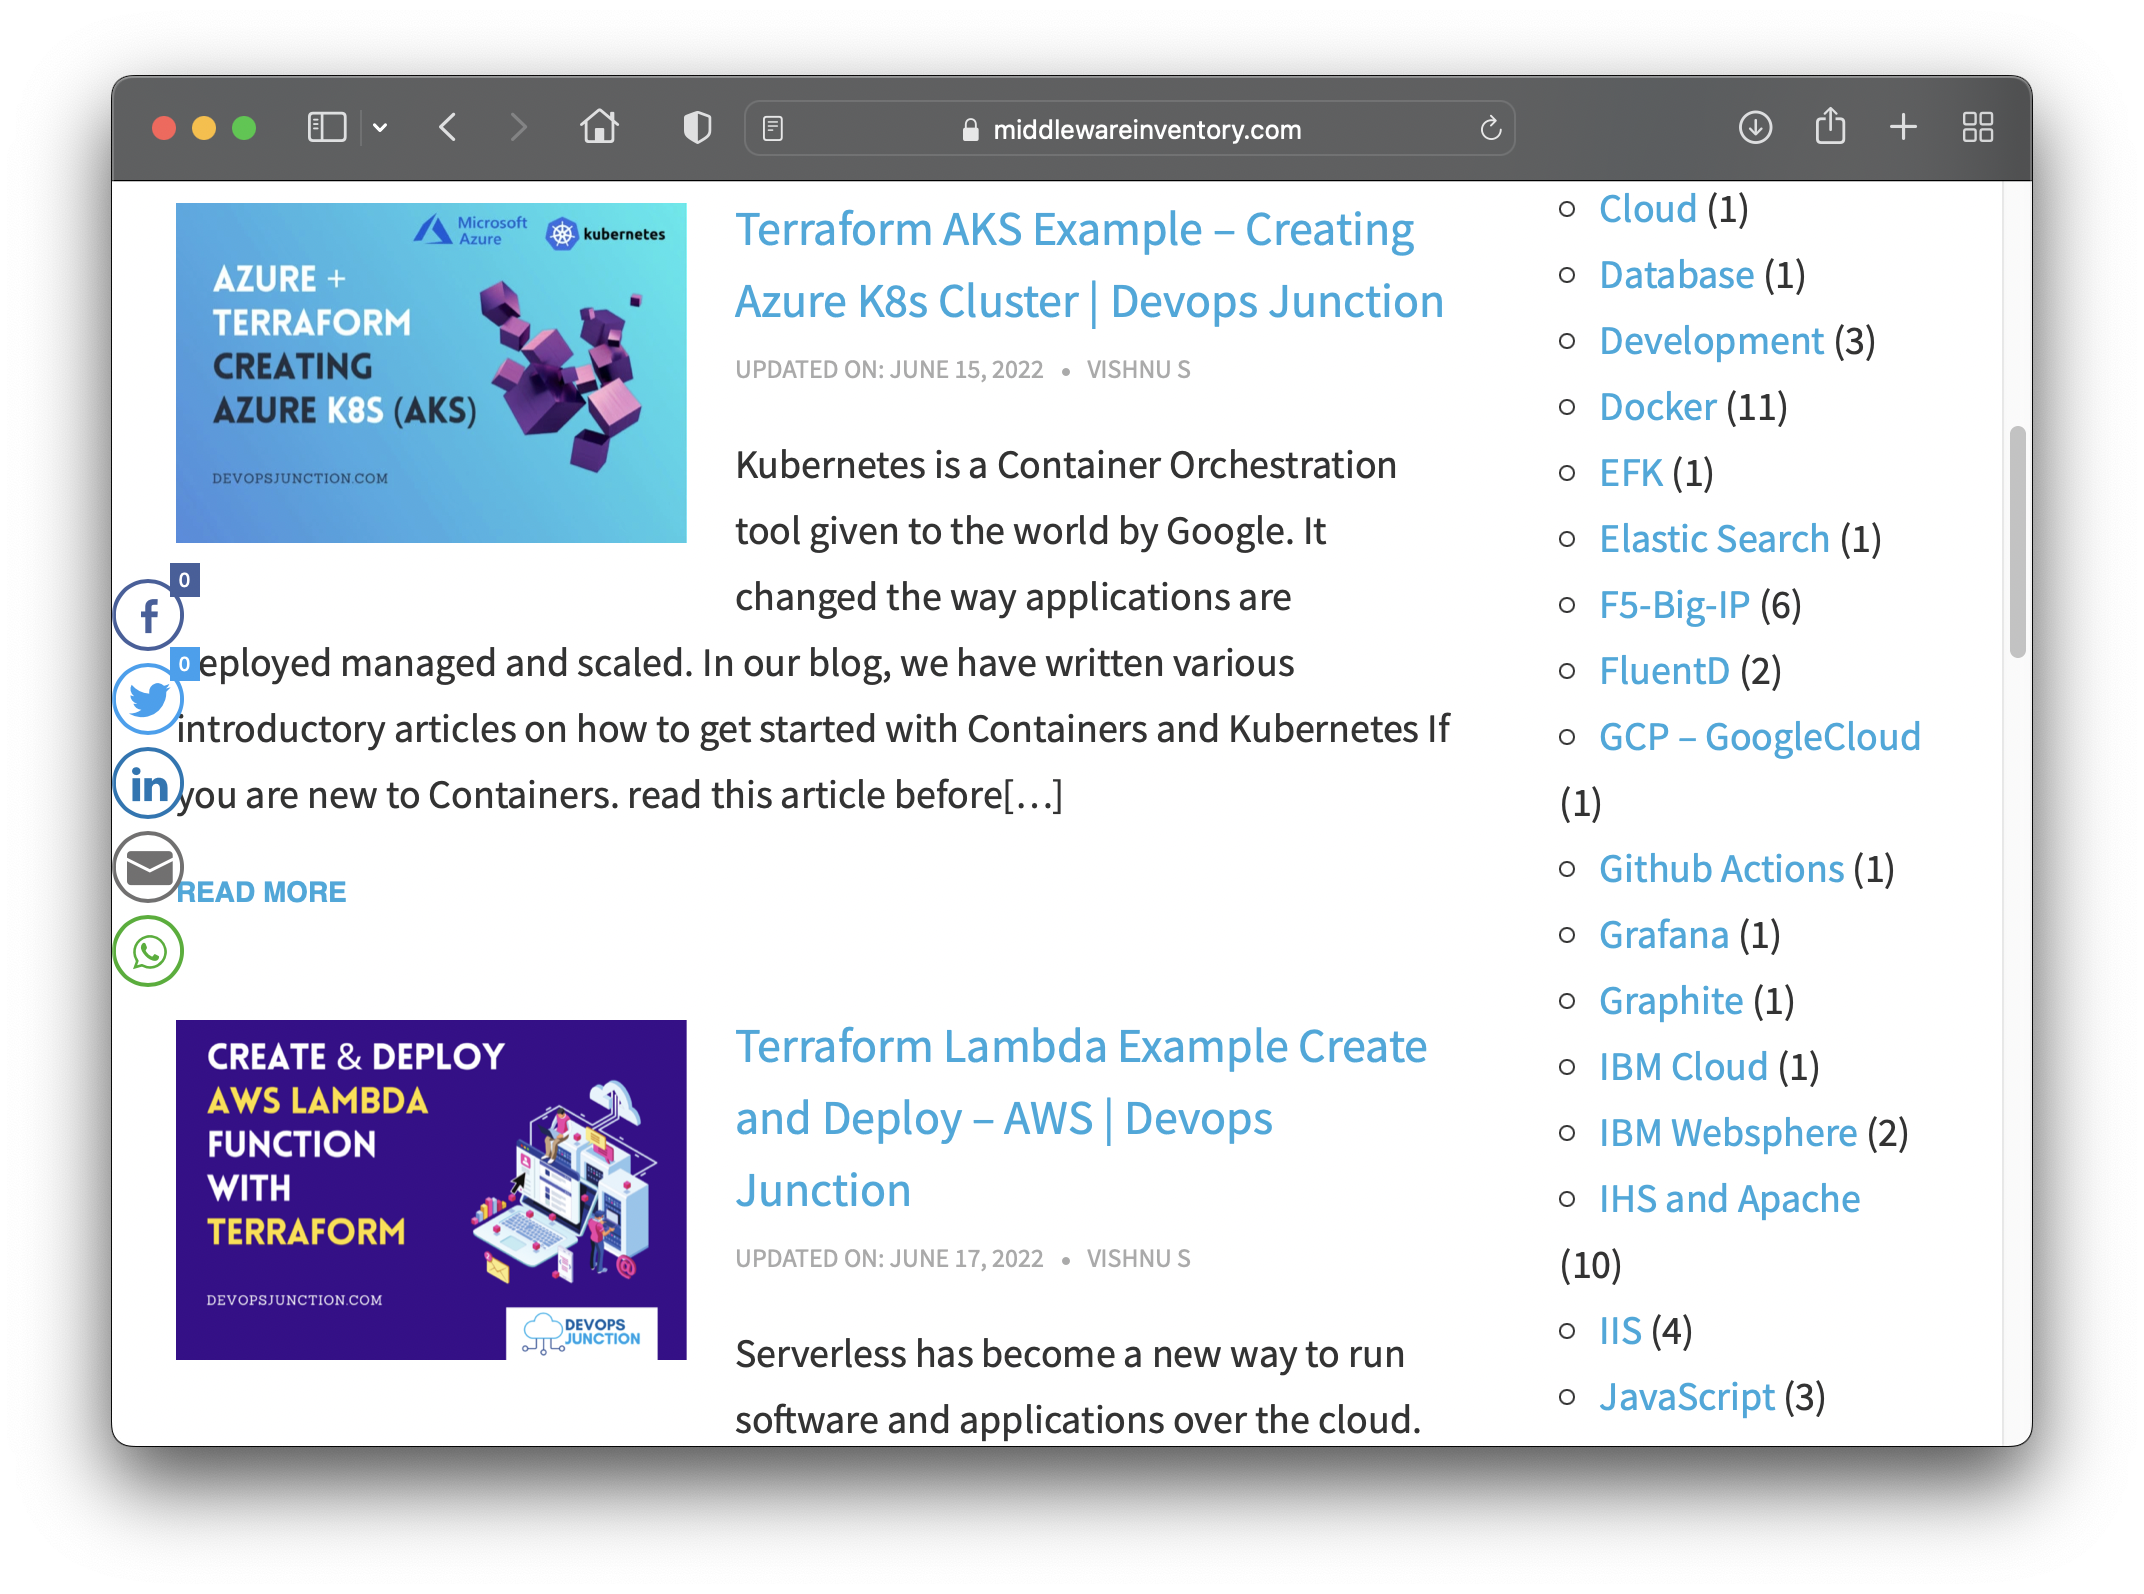 middlewareinventory.com
Microsoft
Azure
kubernetes
AZURE +
TERRAFORM
CREATING
AZURE K8S (AKS)
DEVOPSJUNCTION.COM
Terraform AKS Example – Creating
Azure K8s Cluster | Devops Junction
UPDATED ON: JUNE 15, 2022 • VISHNU S
Kubernetes is a Container Orchestration
tool given to the world by Google. It
changed the way applications are
eployed managed and scaled. In our blog, we have written various
introductory articles on how to get started with Containers and Kubernetes If
you are new to Containers. read this article before[…]
READ MORE
0
0
in
CREATE & DEPLOY
AWS LAMBDA
FUNCTION
WITH
TERRAFORM
DEVOPSJUNCTION.COM
DEVOPS
JUNCTION
Terraform Lambda Example Create
and Deploy – AWS | Devops
Junction
UPDATED ON: JUNE 17, 2022 • VISHNU S
Serverless has become a new way to run
software and applications over the cloud.
Cloud (1)
Database (1)
Development (3)
Docker (11)
EFK (1)
Elastic Search (1)
F5-Big-IP (6)
FluentD (2)
GCP – GoogleCloud
(1)
Github Actions (1)
Grafana (1)
Graphite (1)
IBM Cloud (1)
IBM Websphere (2)
IHS and Apache
(10)
IIS (4)
JavaScript (3)